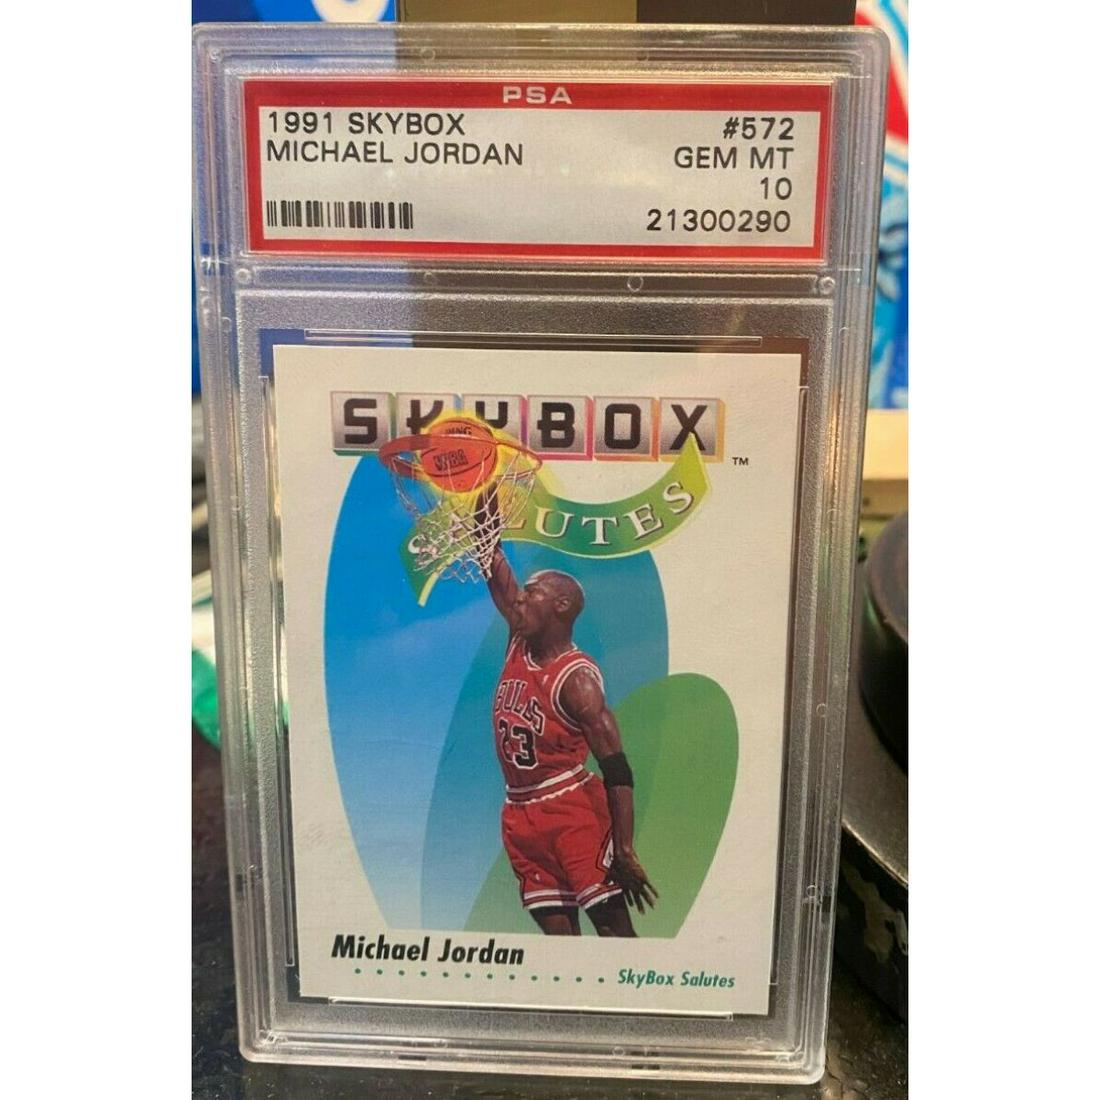 PSA
1991 SKYBOX #572
MICHAEL JORDAN GEM MT
10
21300290
SKYBOX
™
SALUTES
BULLS
23
Michael Jordan
SkyBox Salutes